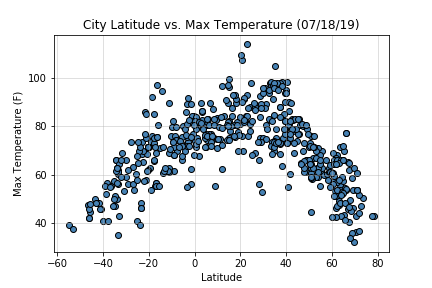 City Latitude vs. Max Temperature (07/18/19)
Max Temperature (F)
100
80
60
40
−60 −40 −20 0 20 40 60 80
Latitude